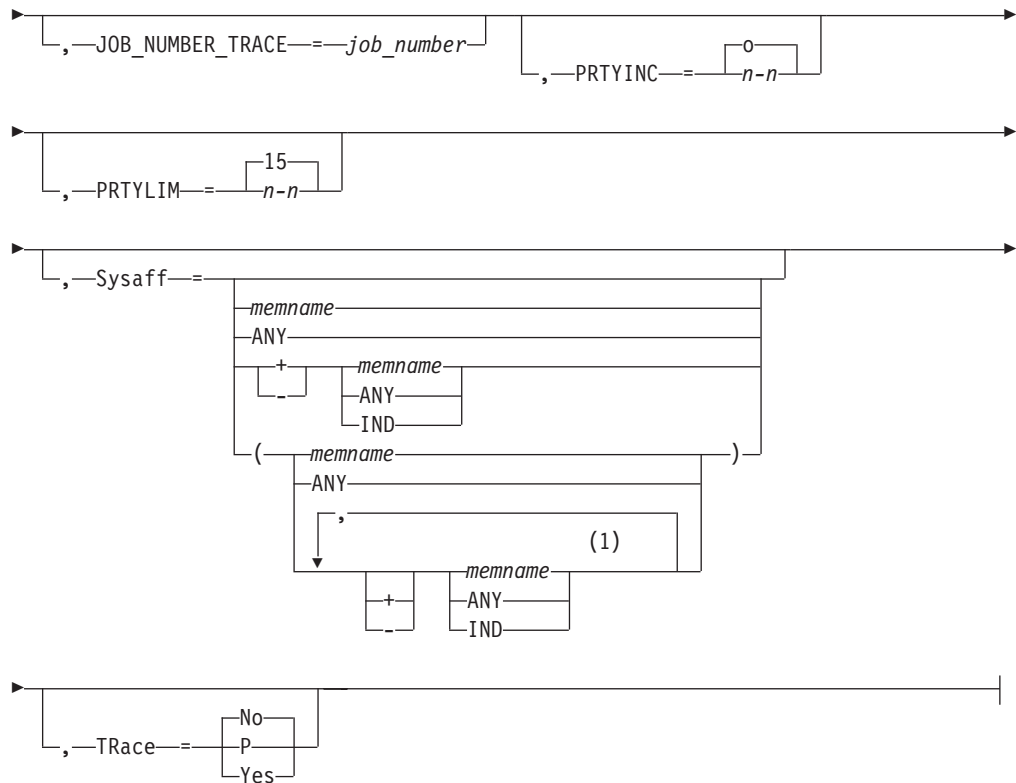 , JOB_NUMBER_TRACE = job_number , PRTYINC = o
n-n
, PRTYLIM = 15
n-n
, Sysaff =
memname
ANY
+ memname
- ANY
IND
( memname )
ANY
,
(1)
memname
+ ANY
- IND
, TRace = No
P
Yes